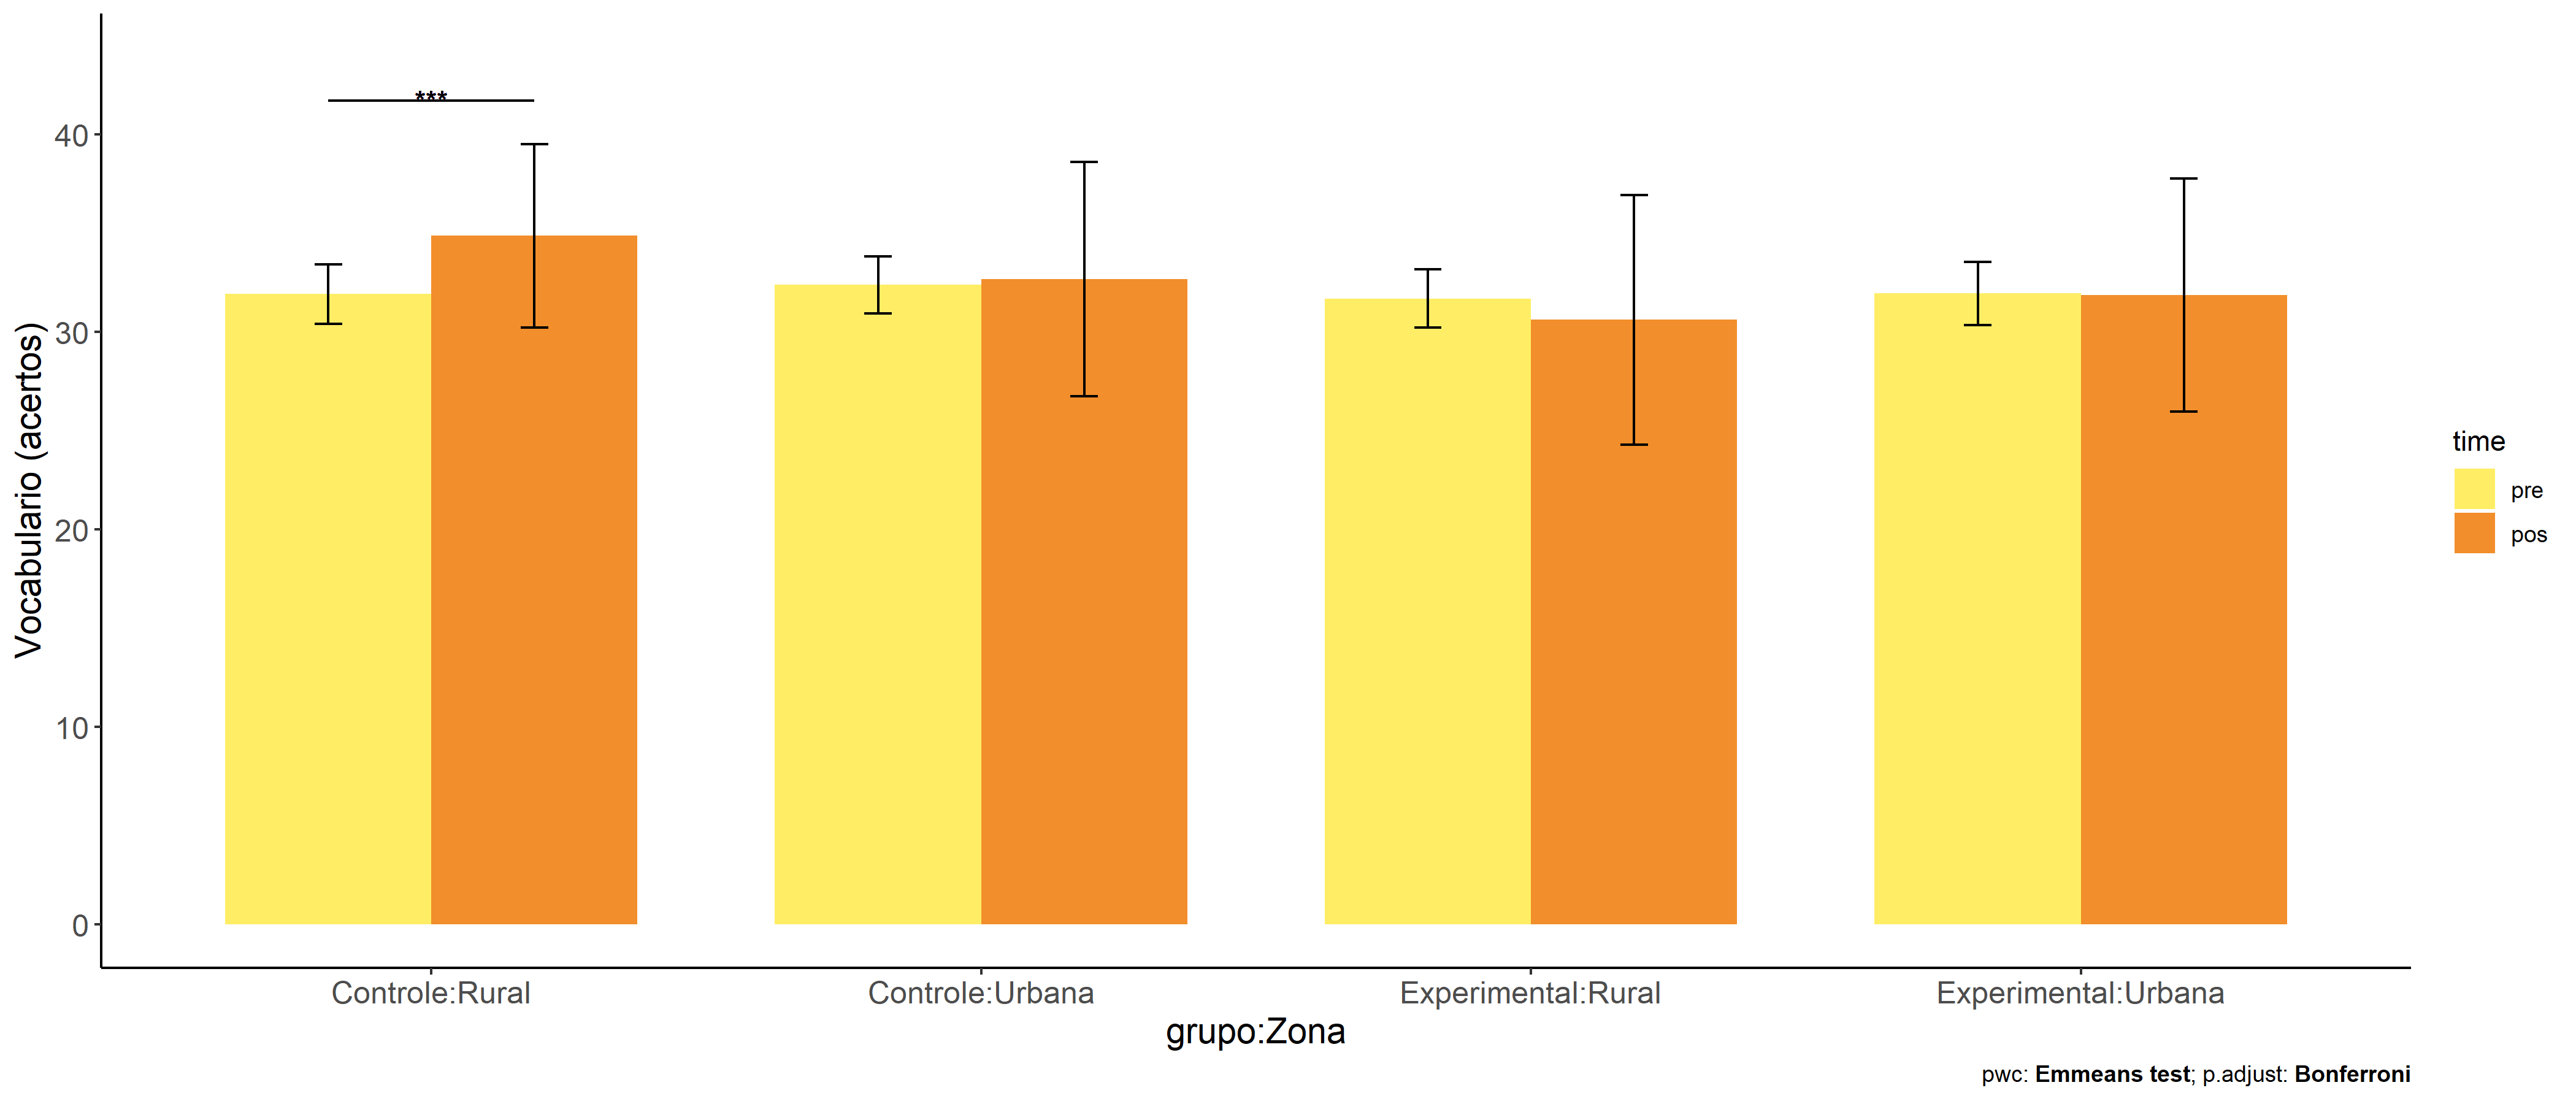 ***
40
30
20
10
0
Vocabulario (acertos)
Controle:Rural
Controle:Urbana
Experimental:Rural
Experimental:Urbana
grupo:Zona
time
pre
pos
pwc: Emmeans test; p.adjust: Bonferroni